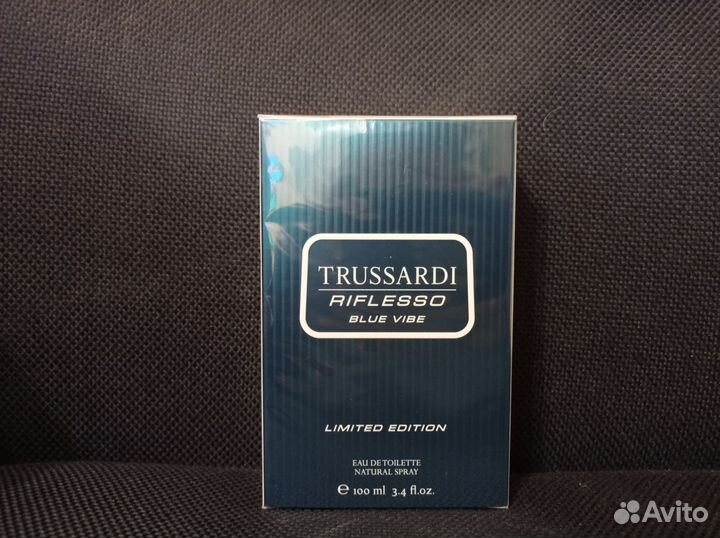 TRUSSARDI
RIFLESSO
BLUE VIBE
LIMITED EDITION
EAU DE TOILETTE
NATURAL SPRAY
℮ 100 ml 3.4 fl.oz.
Avito